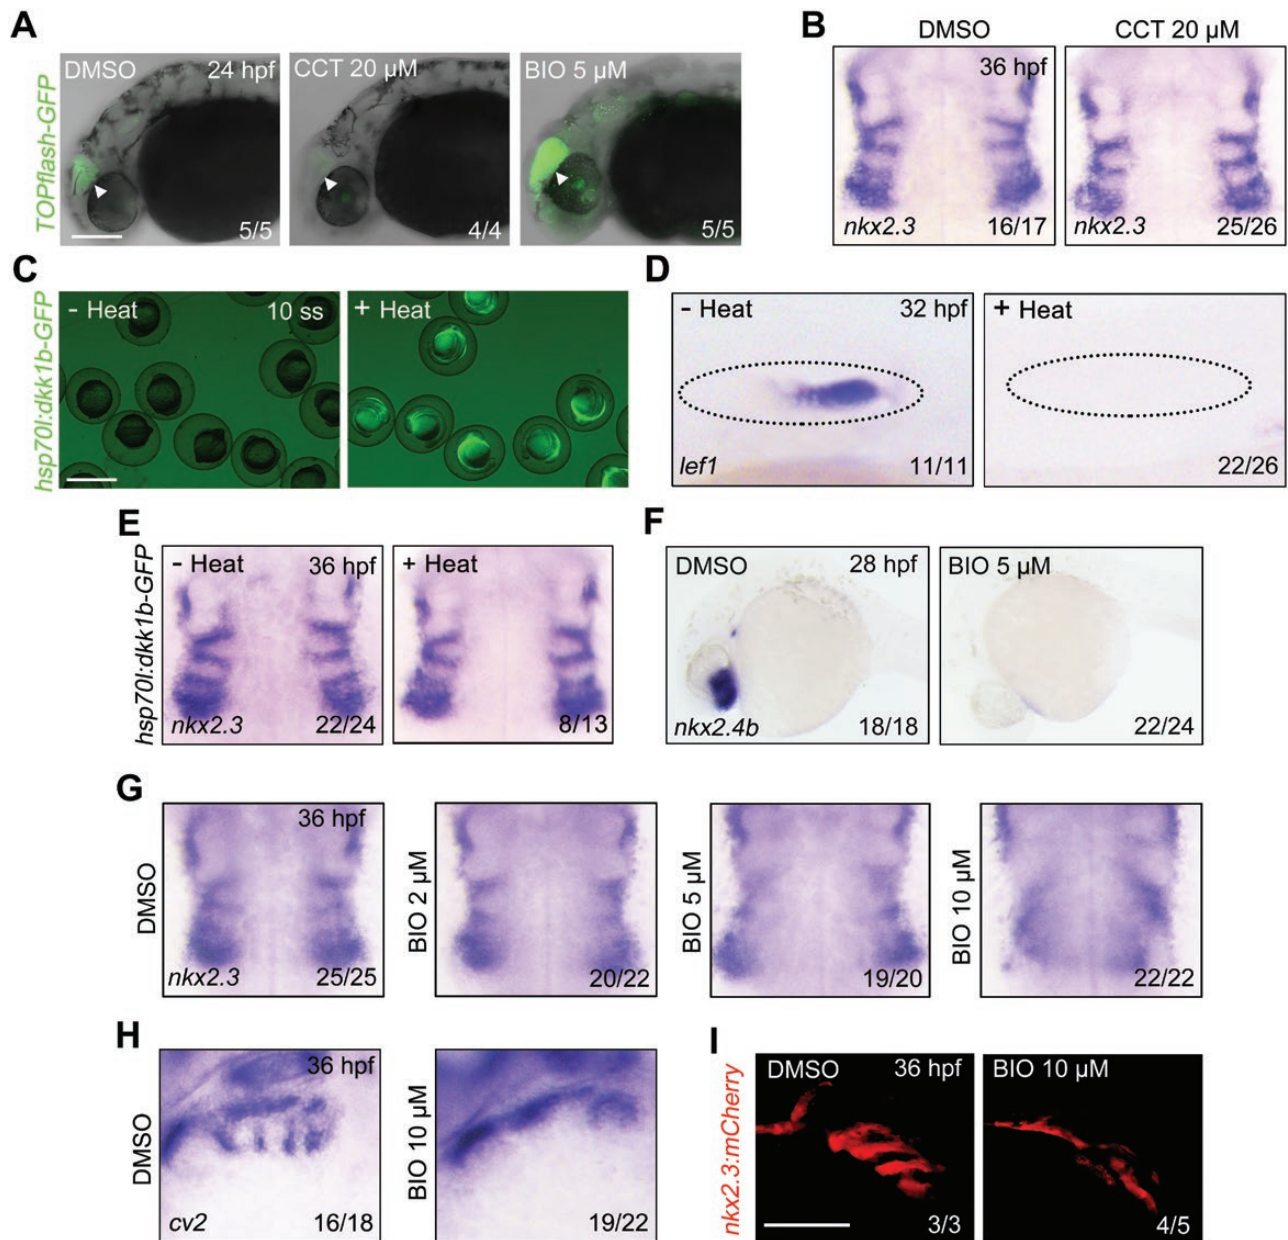 A
TOPflash-GFP
DMSO
24 hpf
5/5
CCT 20 µM
4/4
BIO 5 µM
5/5
B
DMSO
CCT 20 µM
36 hpf
nkx2.3
16/17
nkx2.3
25/26
C
hsp70l:dkk1b-GFP
- Heat
10 ss
+ Heat
D
- Heat
32 hpf
lef1
11/11
+ Heat
22/26
E
hsp70l:dkk1b-GFP
- Heat
36 hpf
nkx2.3
22/24
+ Heat
8/13
F
DMSO
28 hpf
nkx2.4b
18/18
BIO 5 µM
22/24
G
DMSO
36 hpf
nkx2.3
25/25
BIO 2 µM
20/22
BIO 5 µM
19/20
BIO 10 µM
22/22
H
DMSO
36 hpf
cv2
16/18
BIO 10 µM
19/22
I
nkx2.3:mCherry
DMSO
36 hpf
3/3
BIO 10 µM
4/5